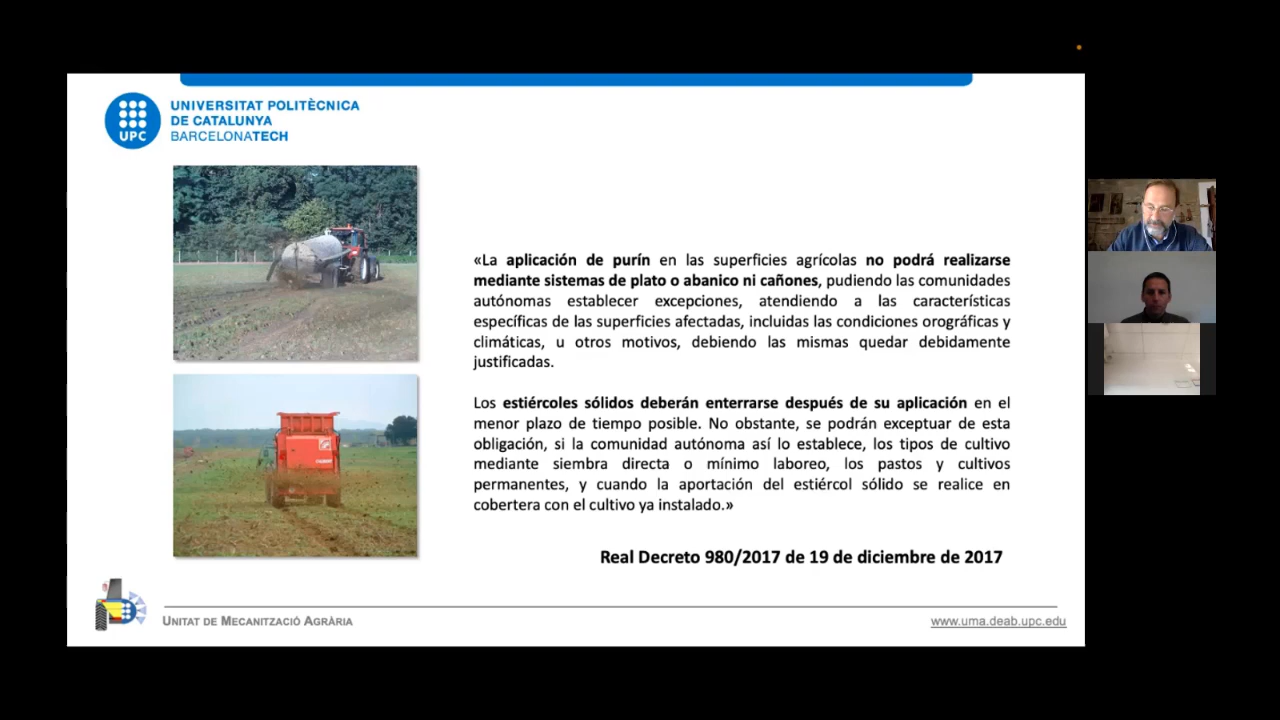 UNIVERSITAT POLITÈCNICA
DE CATALUNYA
BARCELONATECH
UPC
«La aplicación de purín en las superficies agrícolas no podrá realizarse
mediante sistemas de plato o abanico ni cañones, pudiendo las comunidades
autónomas establecer excepciones, atendiendo a las características
específicas de las superficies afectadas, incluidas las condiciones orográficas y
climáticas, u otros motivos, debiendo las mismas quedar debidamente
justificadas.
Los estiércoles sólidos deberán enterrarse después de su aplicación en el
menor plazo de tiempo posible. No obstante, se podrán exceptuar de esta
obligación, si la comunidad autónoma así lo establece, los tipos de cultivo
mediante siembra directa o mínimo laboreo, los pastos y cultivos
permanentes, y cuando la aportación del estiércol sólido se realice en
cobertera con el cultivo ya instalado.»
Real Decreto 980/2017 de 19 de diciembre de 2017
UNITAT DE MECANITZACIÓ AGRÀRIA
www.uma.deab.upc.edu